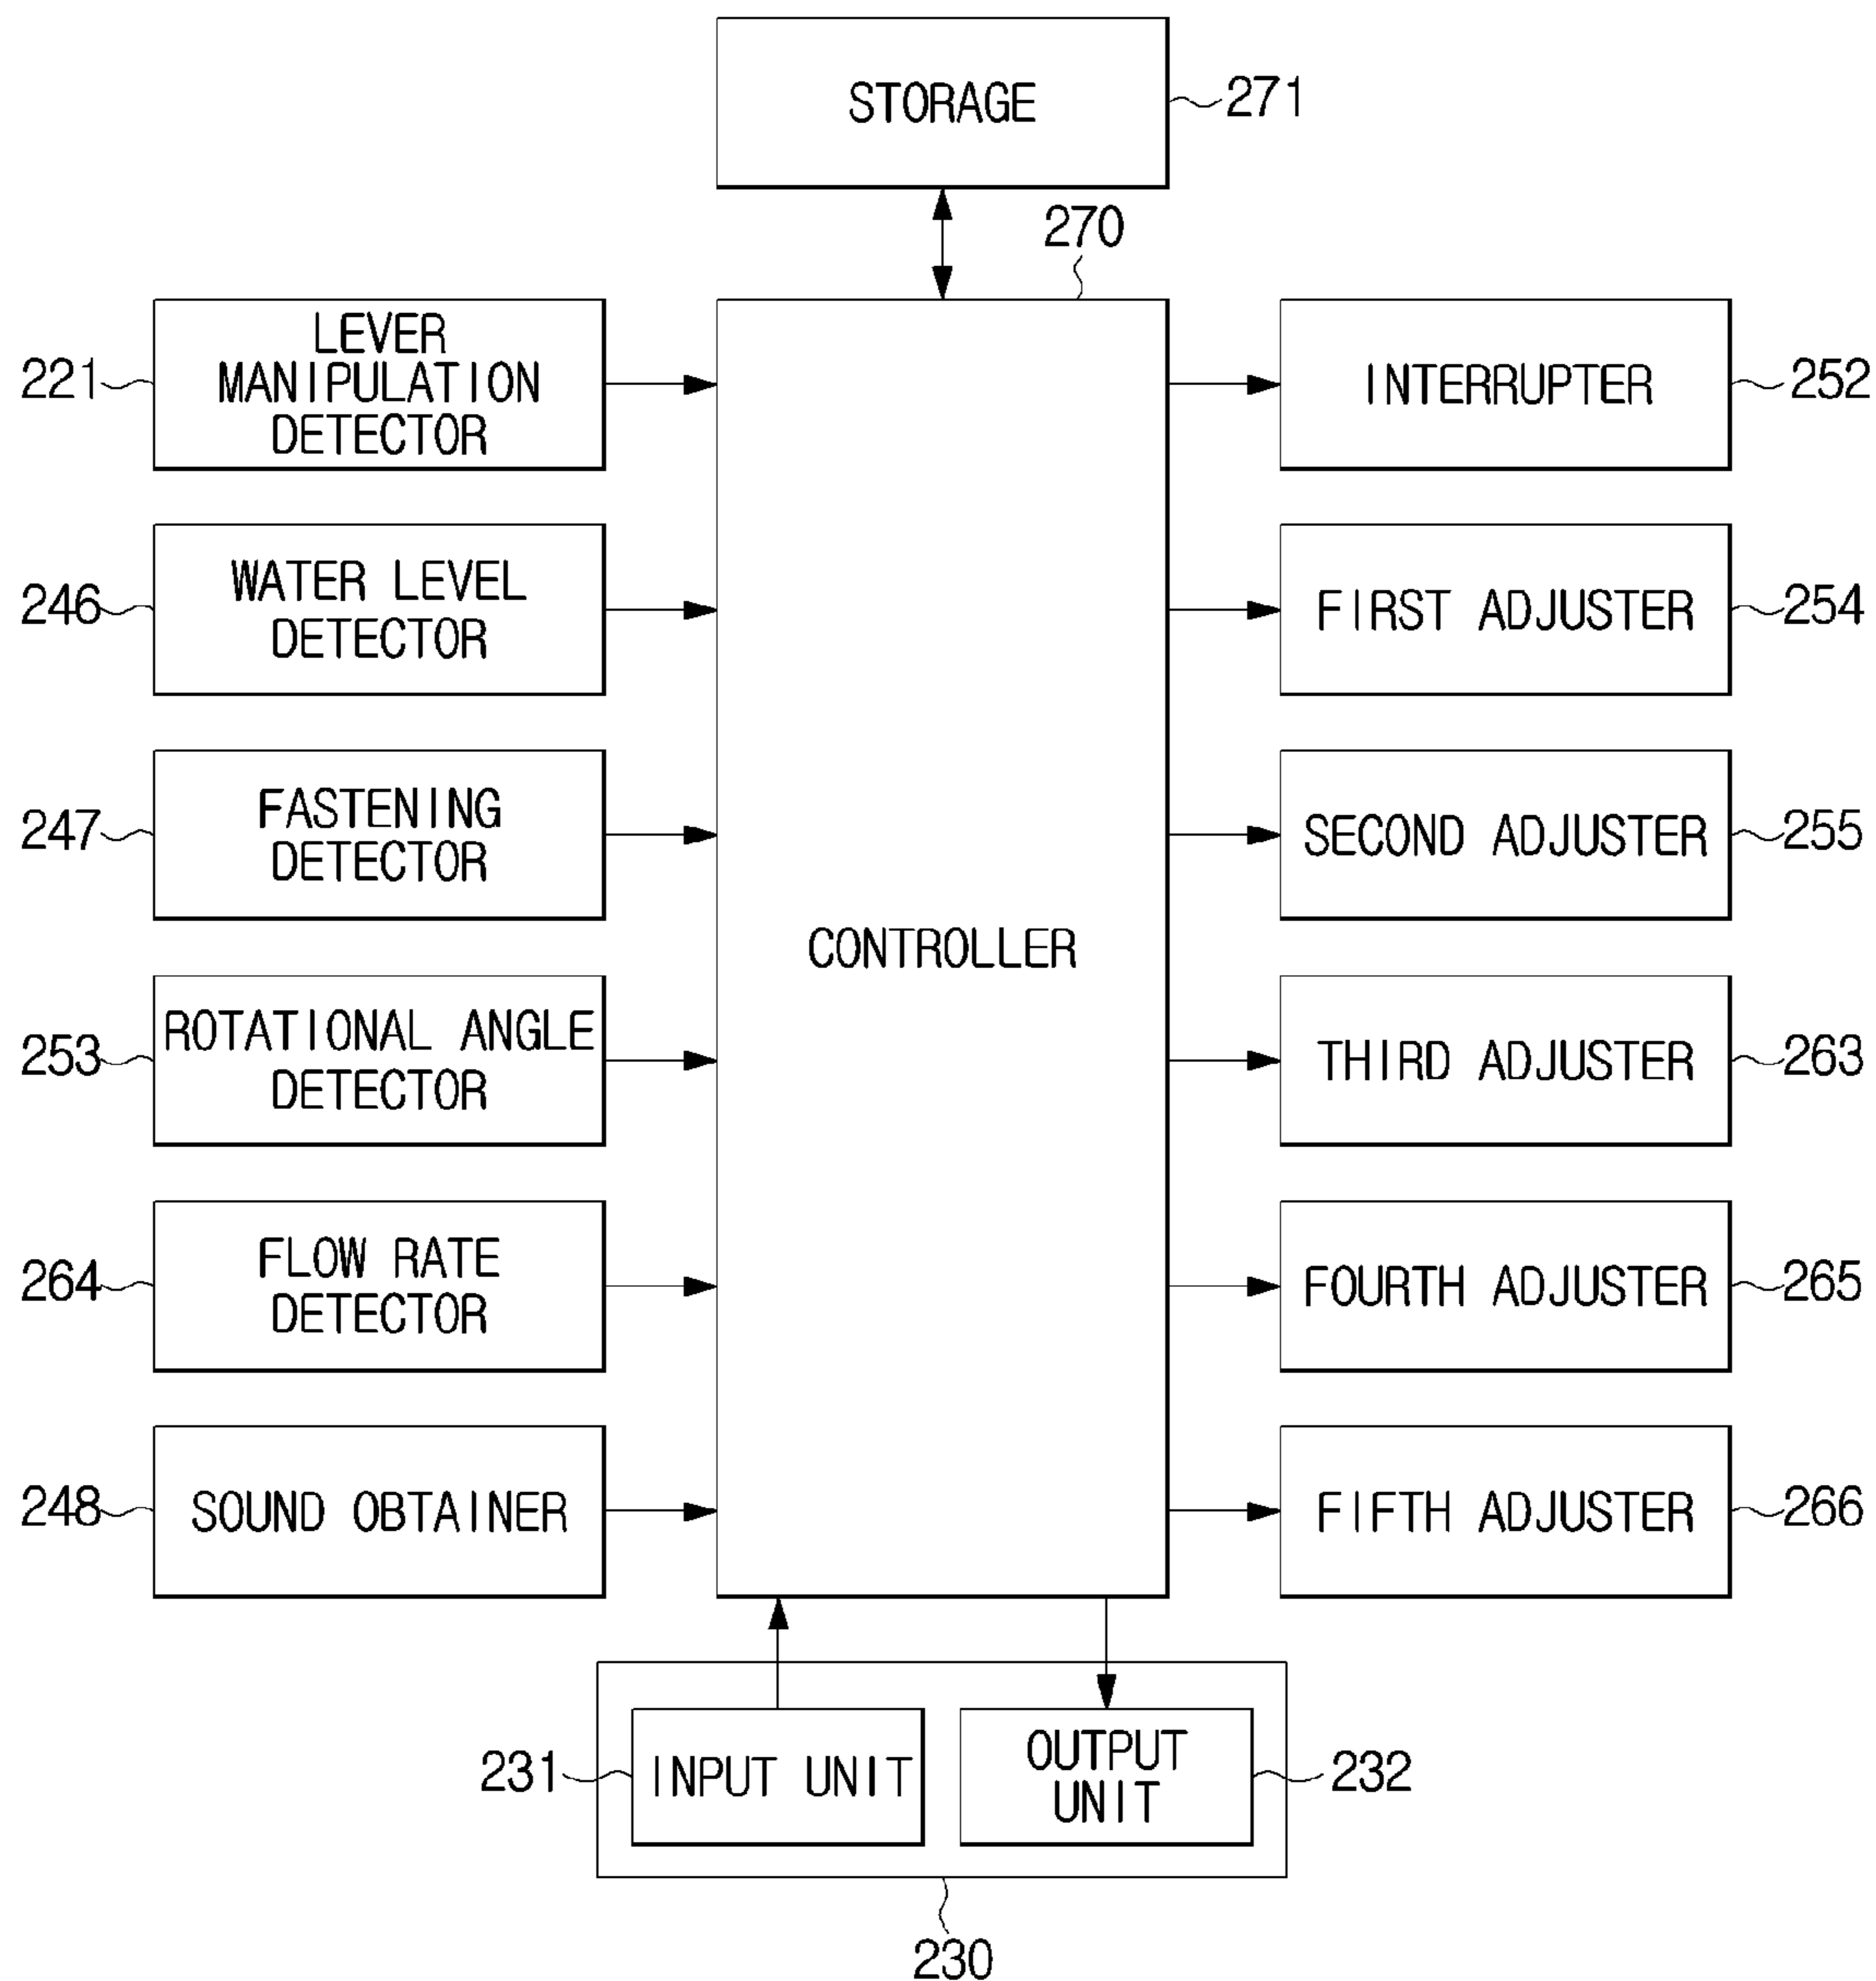 STORAGE
271
270
221
LEVER
MANIPULATION
DETECTOR
INTERRUPTER
252
246
WATER LEVEL
DETECTOR
FIRST ADJUSTER
254
247
FASTENING
DETECTOR
SECOND ADJUSTER
255
CONTROLLER
253
ROTATIONAL ANGLE
DETECTOR
THIRD ADJUSTER
263
264
FLOW RATE
DETECTOR
FOURTH ADJUSTER
265
248
SOUND OBTAINER
FIFTH ADJUSTER
266
231
INPUT UNIT
OUTPUT
UNIT
232
230